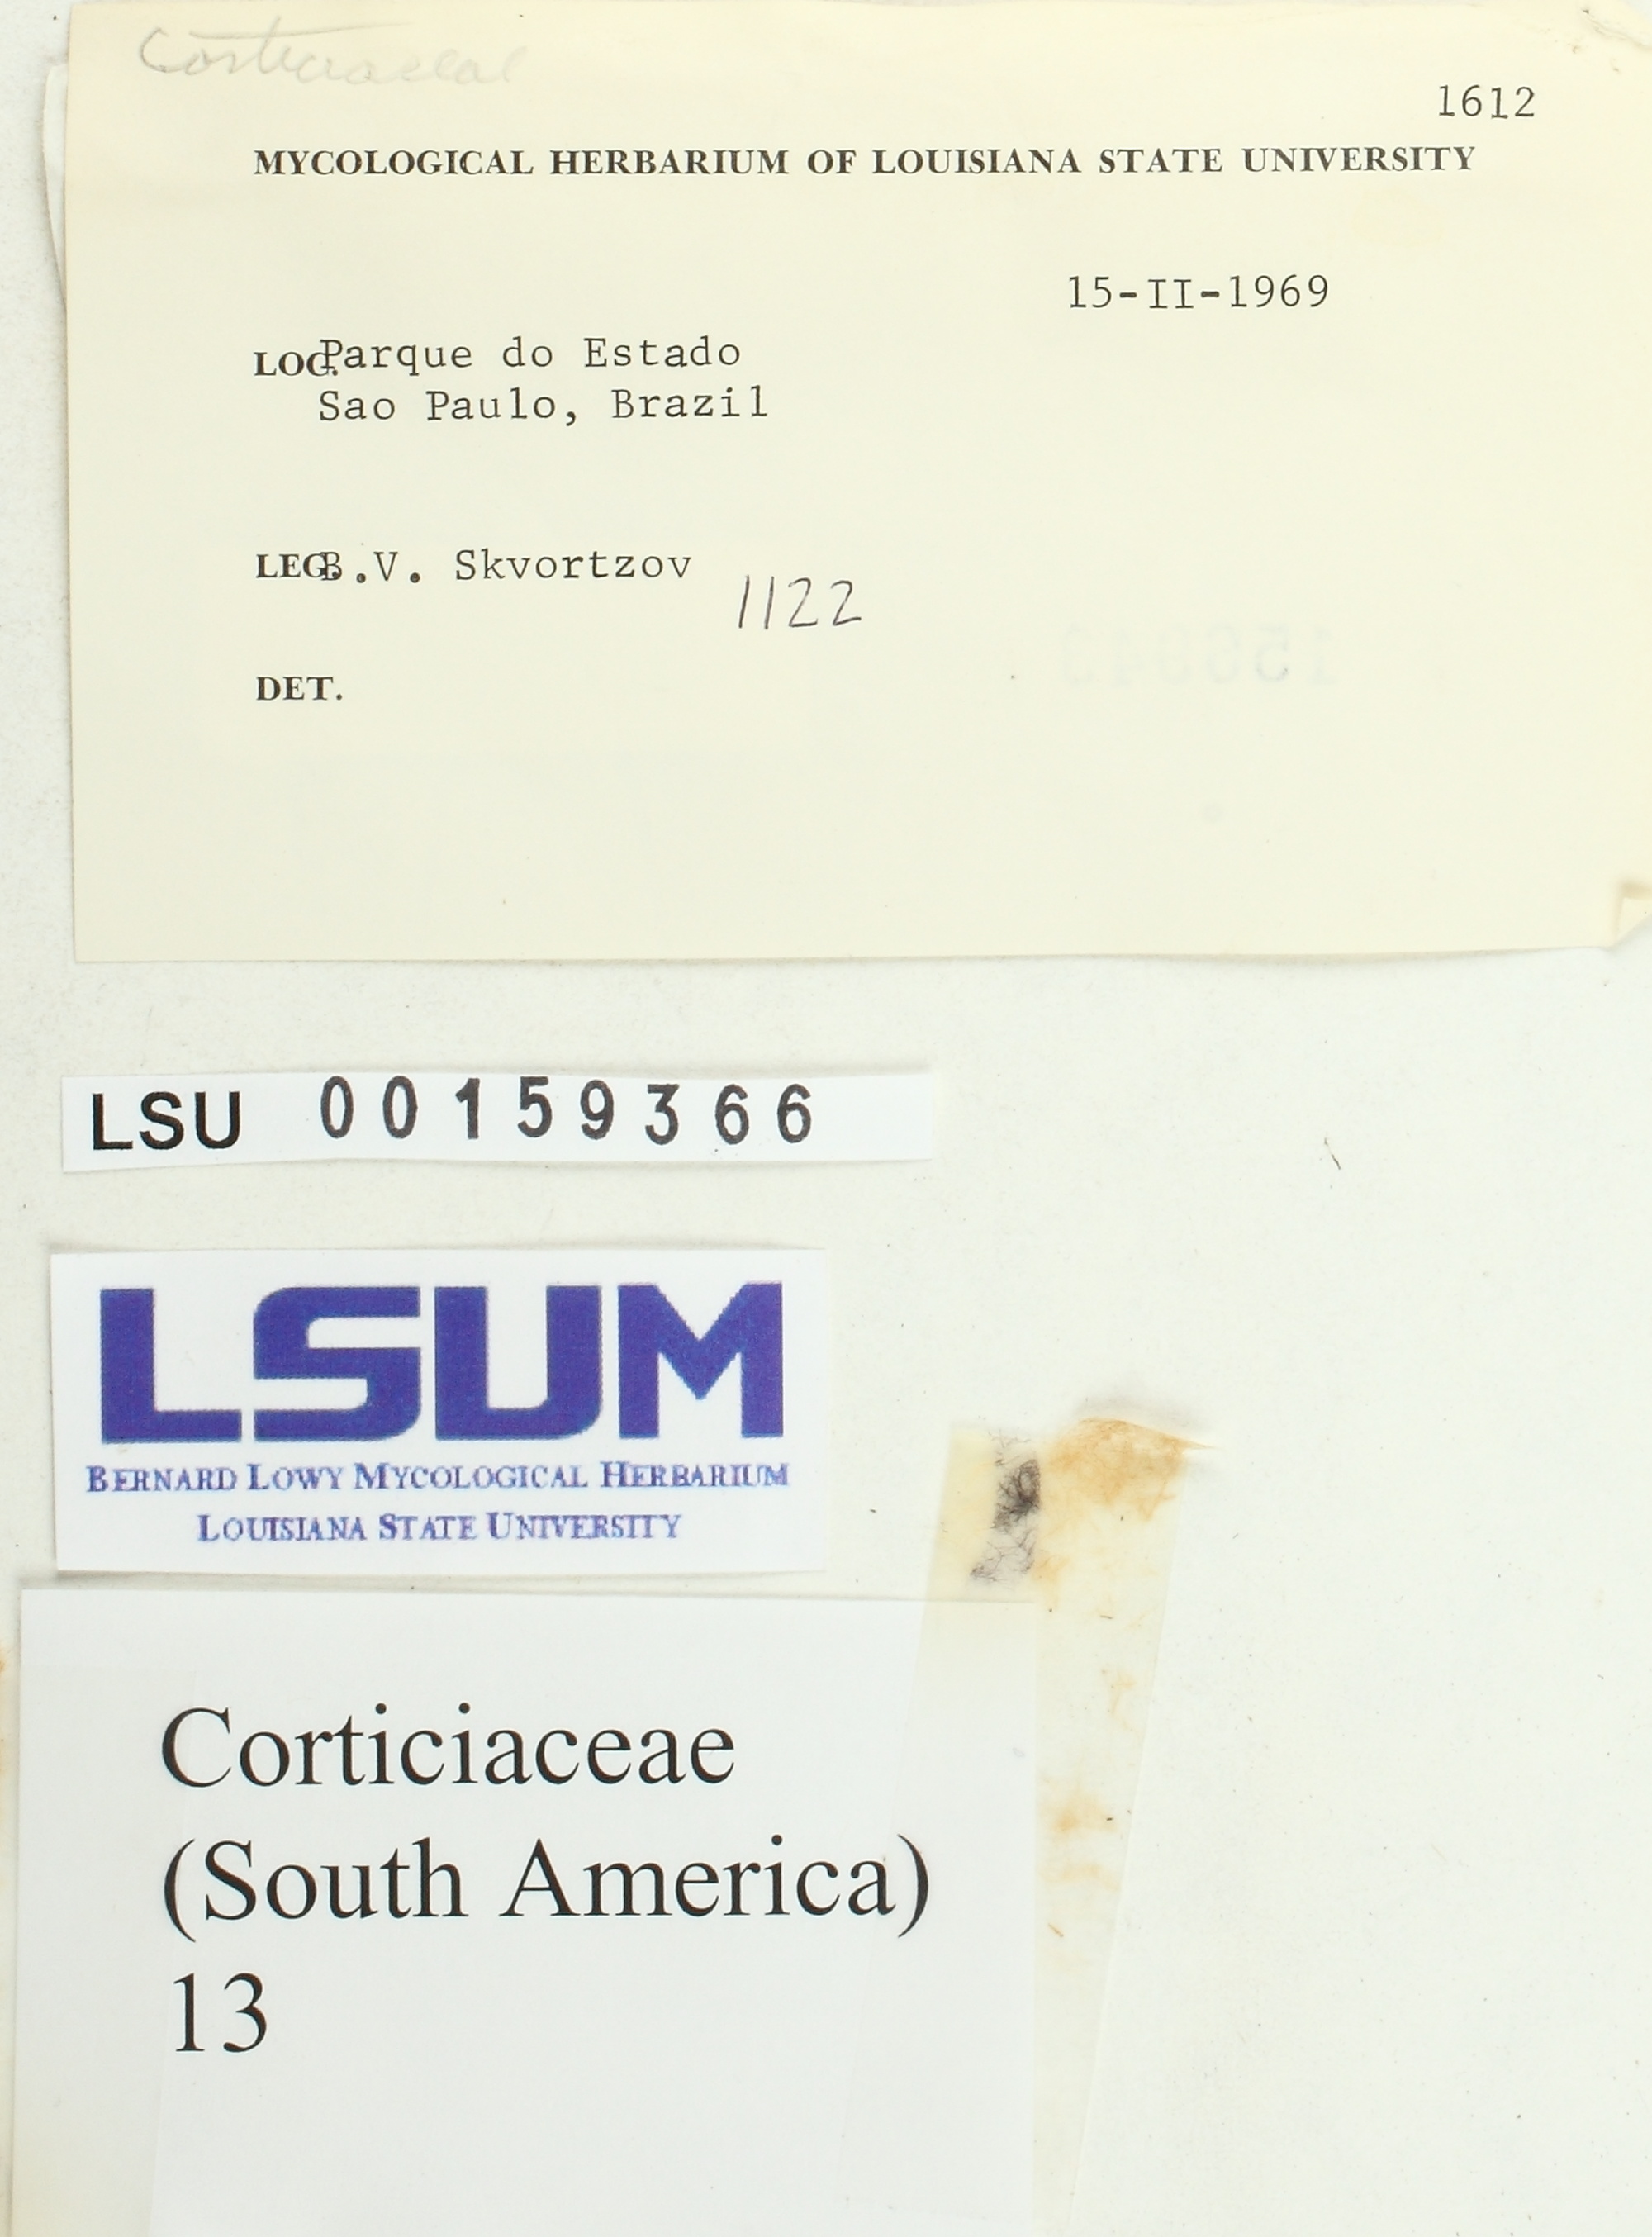 Corticiaceae
1612
MYCOLOGICAL HERBARIUM OF LOUISIANA STATE UNIVERSITY
15-II-1969
LOC. Parque do Estado
Sao Paulo, Brazil
LEG. B.V. Skvortzov
1122
DET.
LSU 00159366
LSUM
BERNARD LOWY MYCOLOGICAL HERBARIUM
LOUISIANA STATE UNIVERSITY
Corticiaceae
(South America)
13